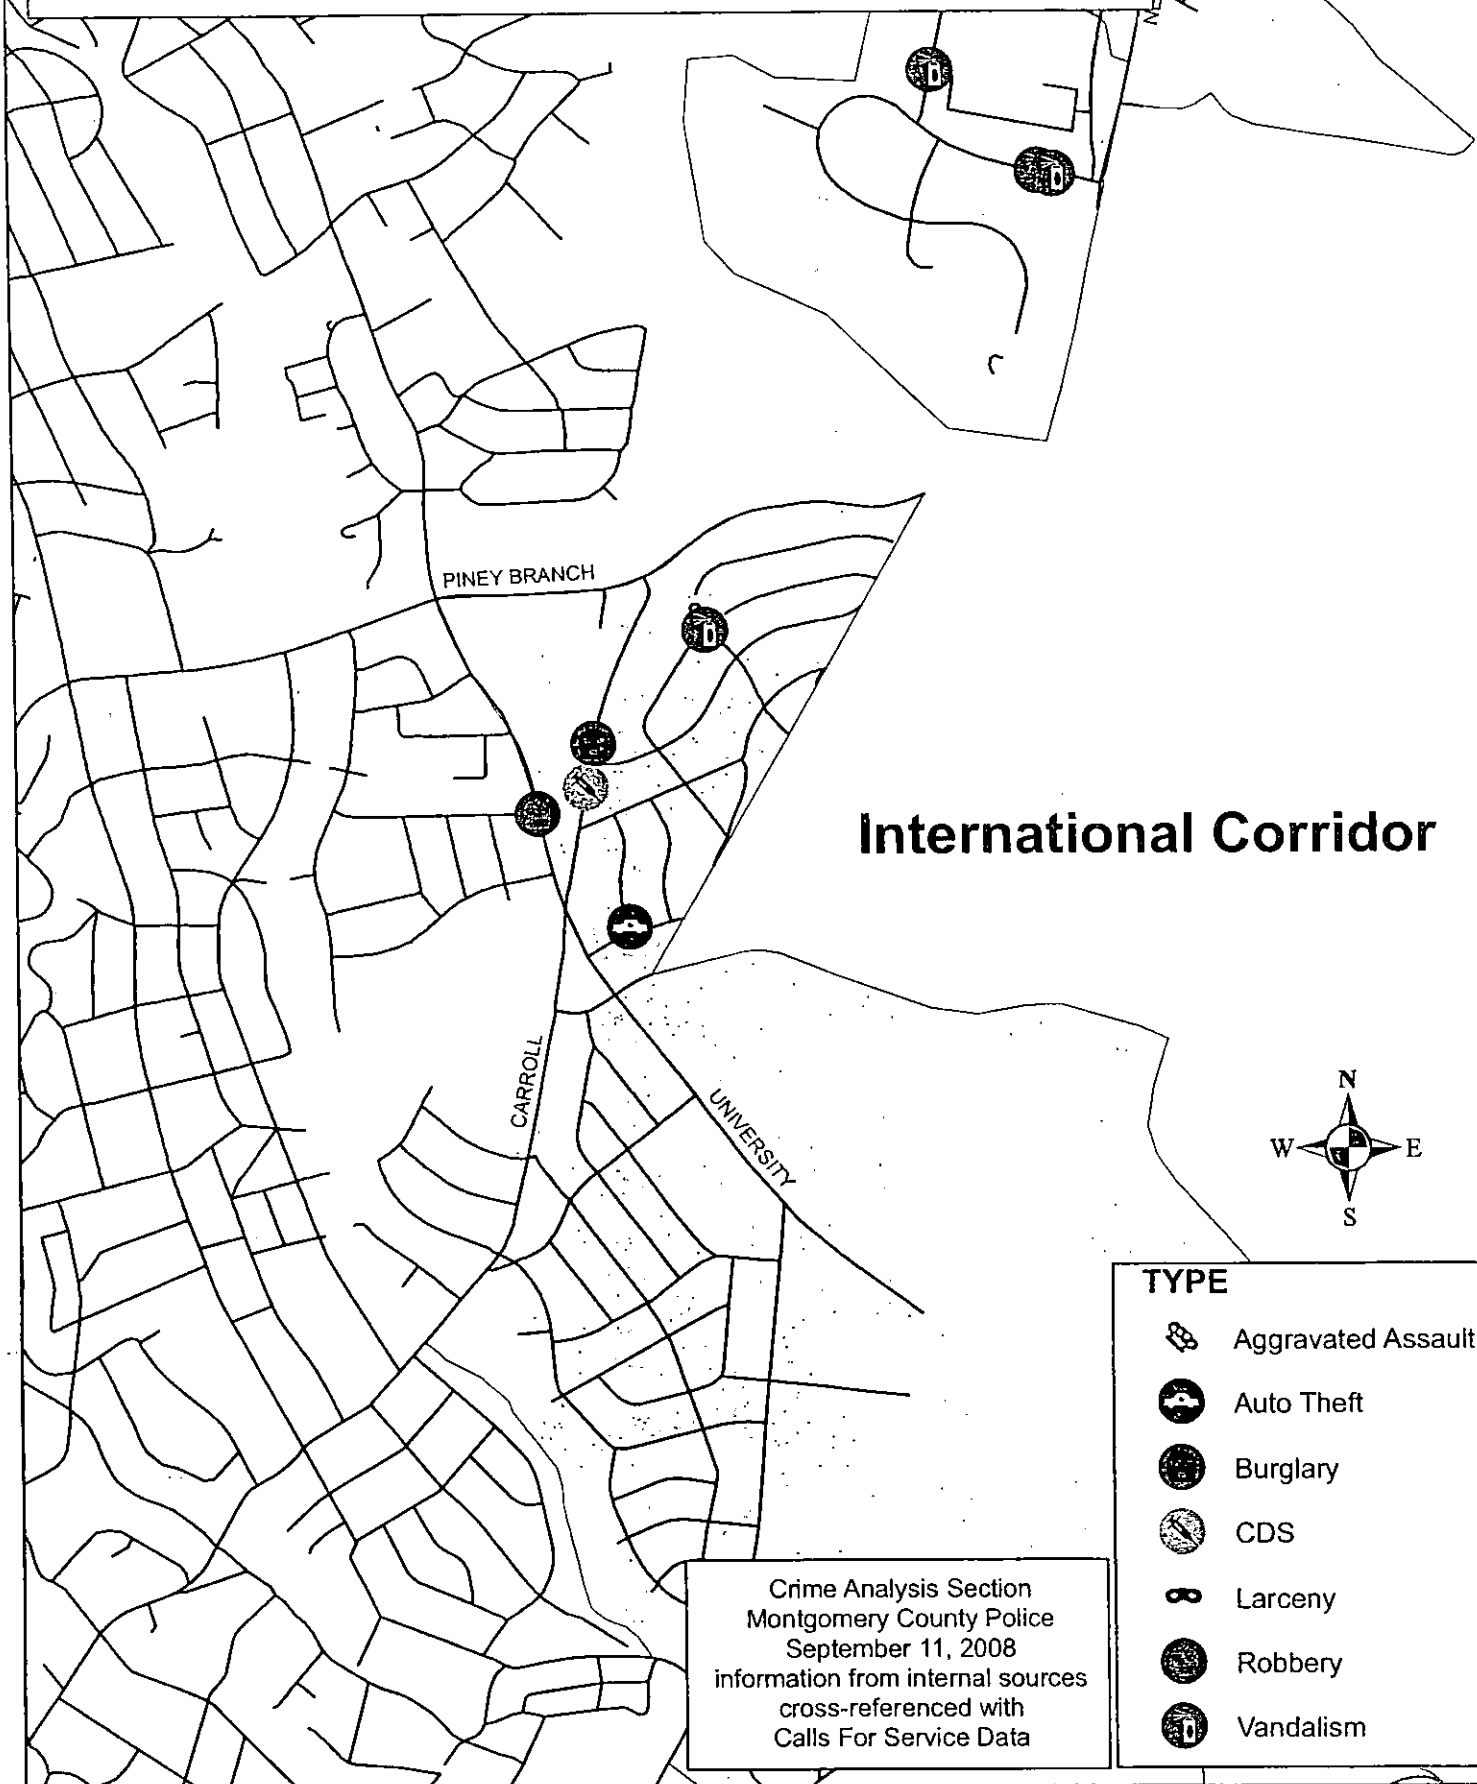 PINEY BRANCH
International Corridor
CARROLL
UNIVERSITY
N
W E
S
TYPE
Aggravated Assault
Auto Theft
Burglary
CDS
Larceny
Robbery
Vandalism
Crime Analysis Section
Montgomery County Police
September 11, 2008
information from internal sources
cross-referenced with
Calls For Service Data